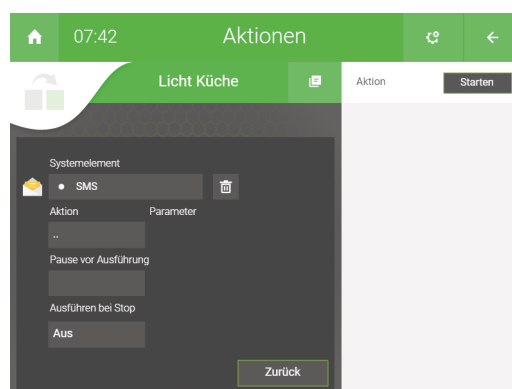 07:42 Aktionen
Licht Küche
Aktion Starten
Systemelement
SMS
Aktion Parameter
..
Pause vor Ausführung
Ausführen bei Stop
Aus
Zurück